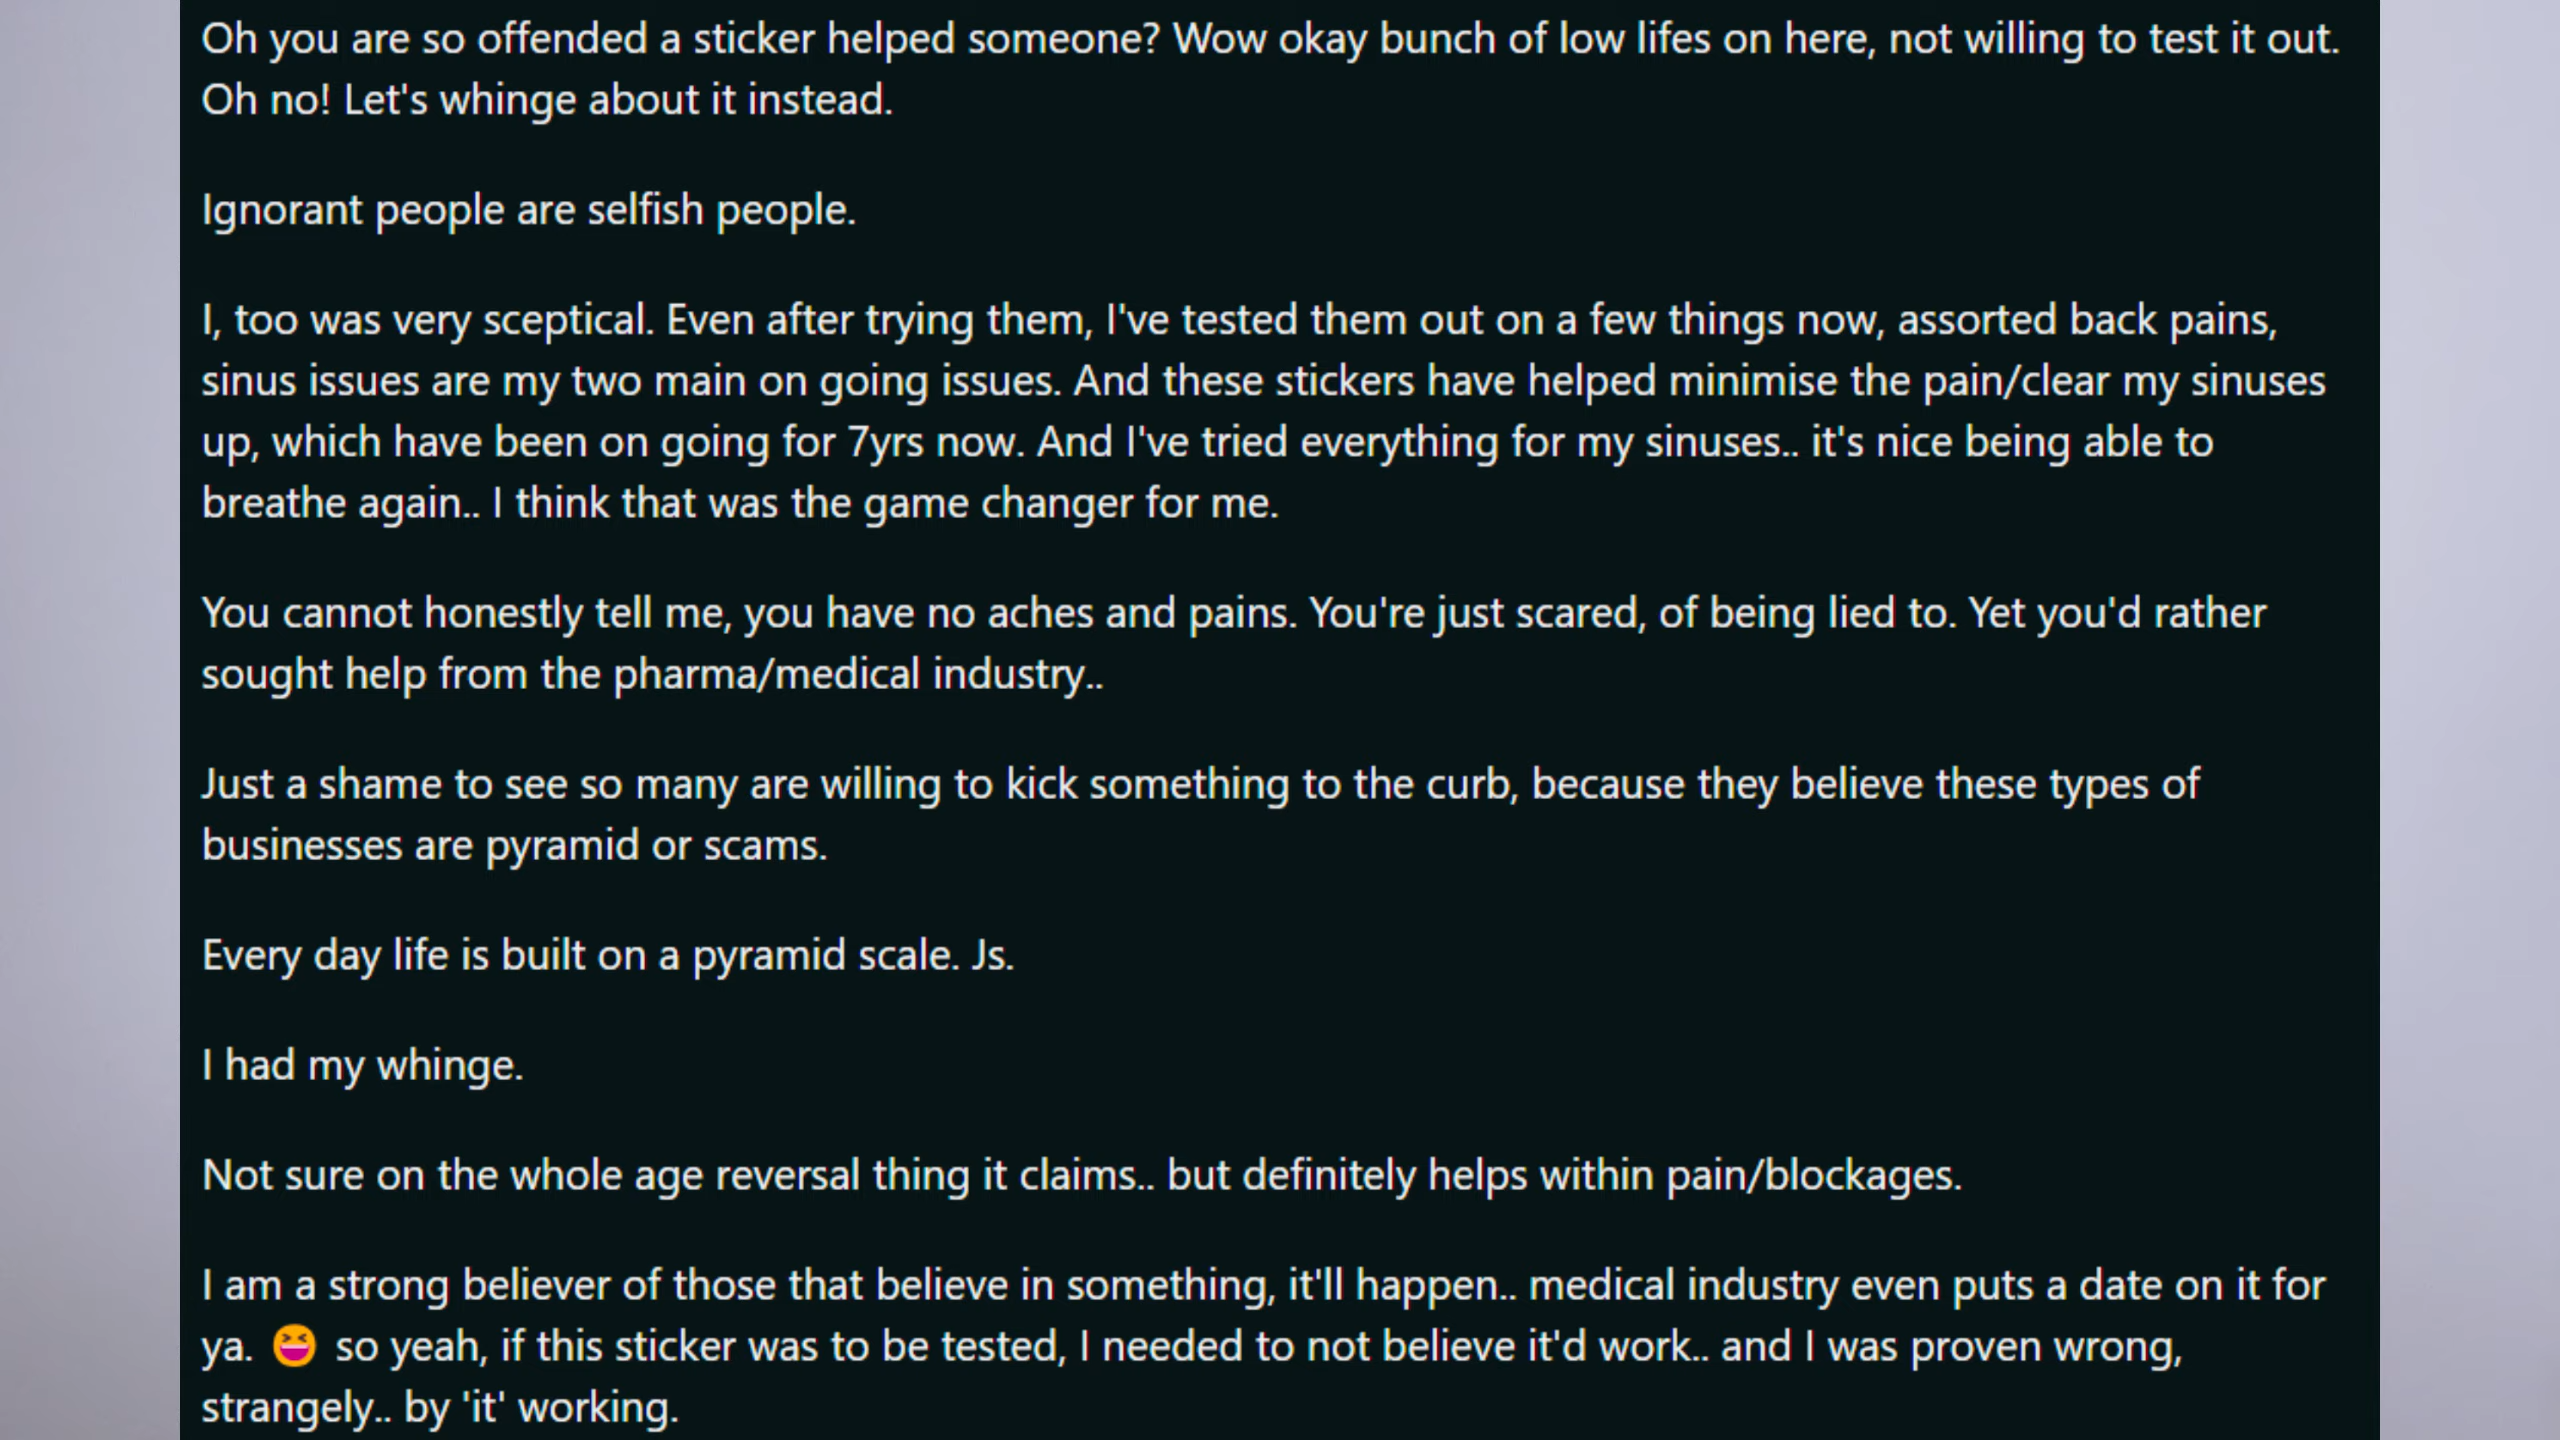 Oh you are so offended a sticker helped someone? Wow okay bunch of low lifes on here, not willing to test it out.
Oh no! Let's whinge about it instead.
Ignorant people are selfish people.
I, too was very sceptical. Even after trying them, I've tested them out on a few things now, assorted back pains,
sinus issues are my two main on going issues. And these stickers have helped minimise the pain/clear my sinuses
up, which have been on going for 7yrs now. And I've tried everything for my sinuses.. it's nice being able to
breathe again.. I think that was the game changer for me.
You cannot honestly tell me, you have no aches and pains. You're just scared, of being lied to. Yet you'd rather
sought help from the pharma/medical industry..
Just a shame to see so many are willing to kick something to the curb, because they believe these types of
businesses are pyramid or scams.
Every day life is built on a pyramid scale. Js.
I had my whinge.
Not sure on the whole age reversal thing it claims.. but definitely helps within pain/blockages.
I am a strong believer of those that believe in something, it'll happen.. medical industry even puts a date on it for
ya. 😆 so yeah, if this sticker was to be tested, I needed to not believe it'd work.. and I was proven wrong,
strangely.. by 'it' working.